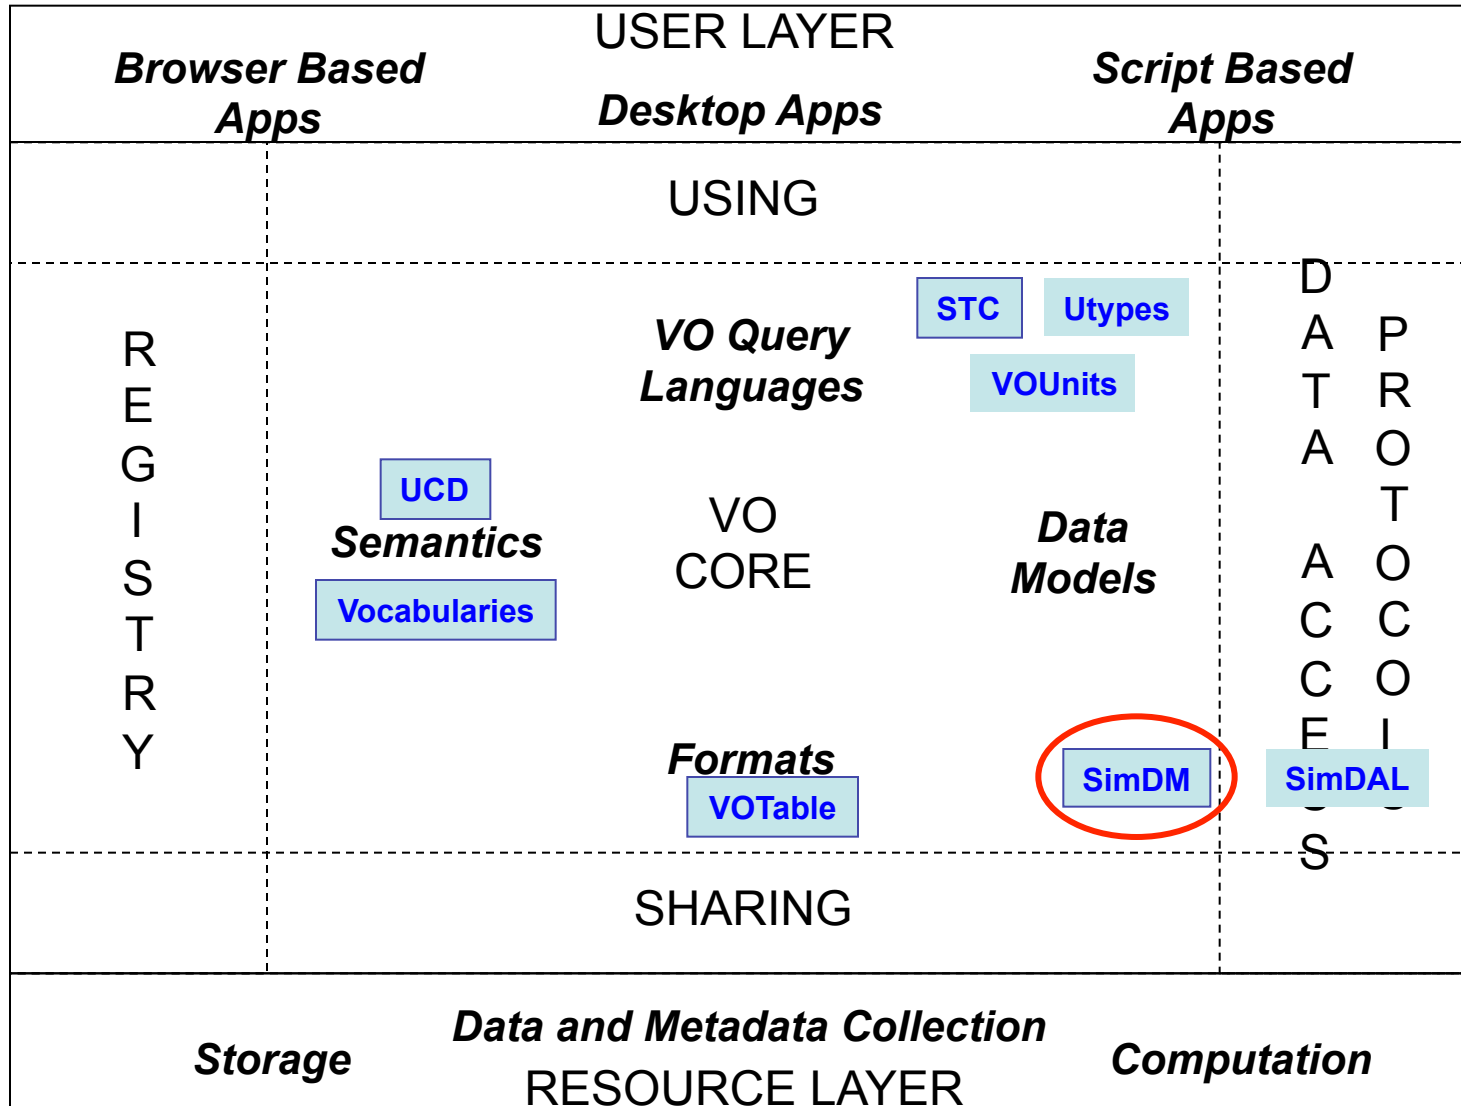 USER LAYER
Browser Based
Apps
Desktop Apps
Script Based
Apps
USING
REGISTRY
VO Query
Languages
STC
Utypes
VOUnits
UCD
Semantics
Vocabularies
VO
CORE
Data
Models
Formats
VOTable
SimDM
SimDAL
DATA ACCESS
PROTOCOLS
SHARING
Data and Metadata Collection
Storage
Computation
RESOURCE LAYER